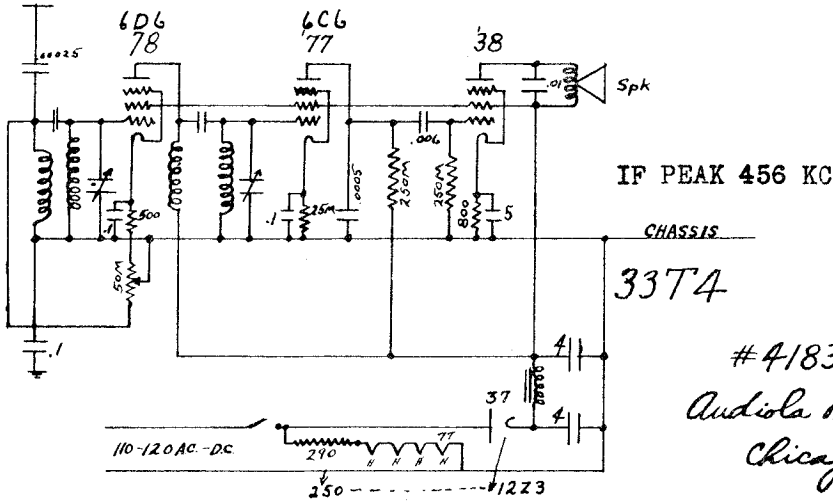 6D6
78
6C6
'77
'38
.00025
.01
Spk
.006
IF PEAK 456 KC
250M
250M
.0005
.1
500
.1
25M
800
5
CHASSIS
50M
33T4
.1
4
#4183
37
4
Audiola
Chicag
110-120 AC.-D.C.
290
77
H H H H
250
12Z3